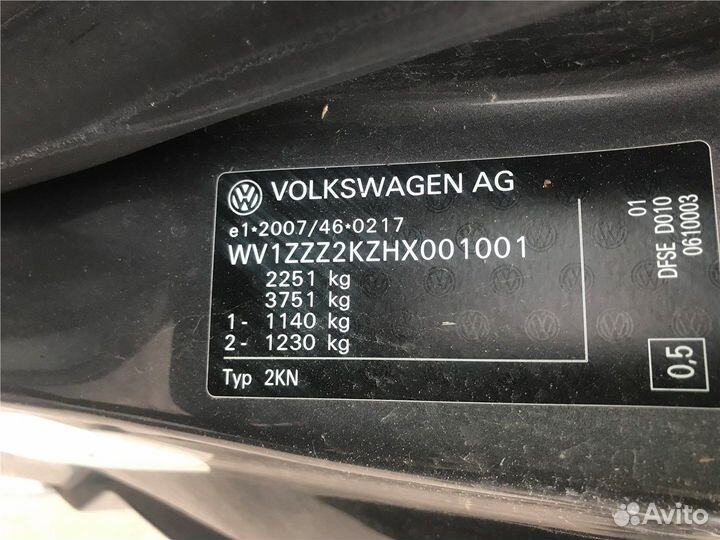 VOLKSWAGEN AG
e1*2007/46*0217
WV1ZZZ2KZHX001001
2251 kg
3751 kg
1- 1140 kg
2- 1230 kg
Typ 2KN
01
DFSE D010
0610003
0,5
Avito